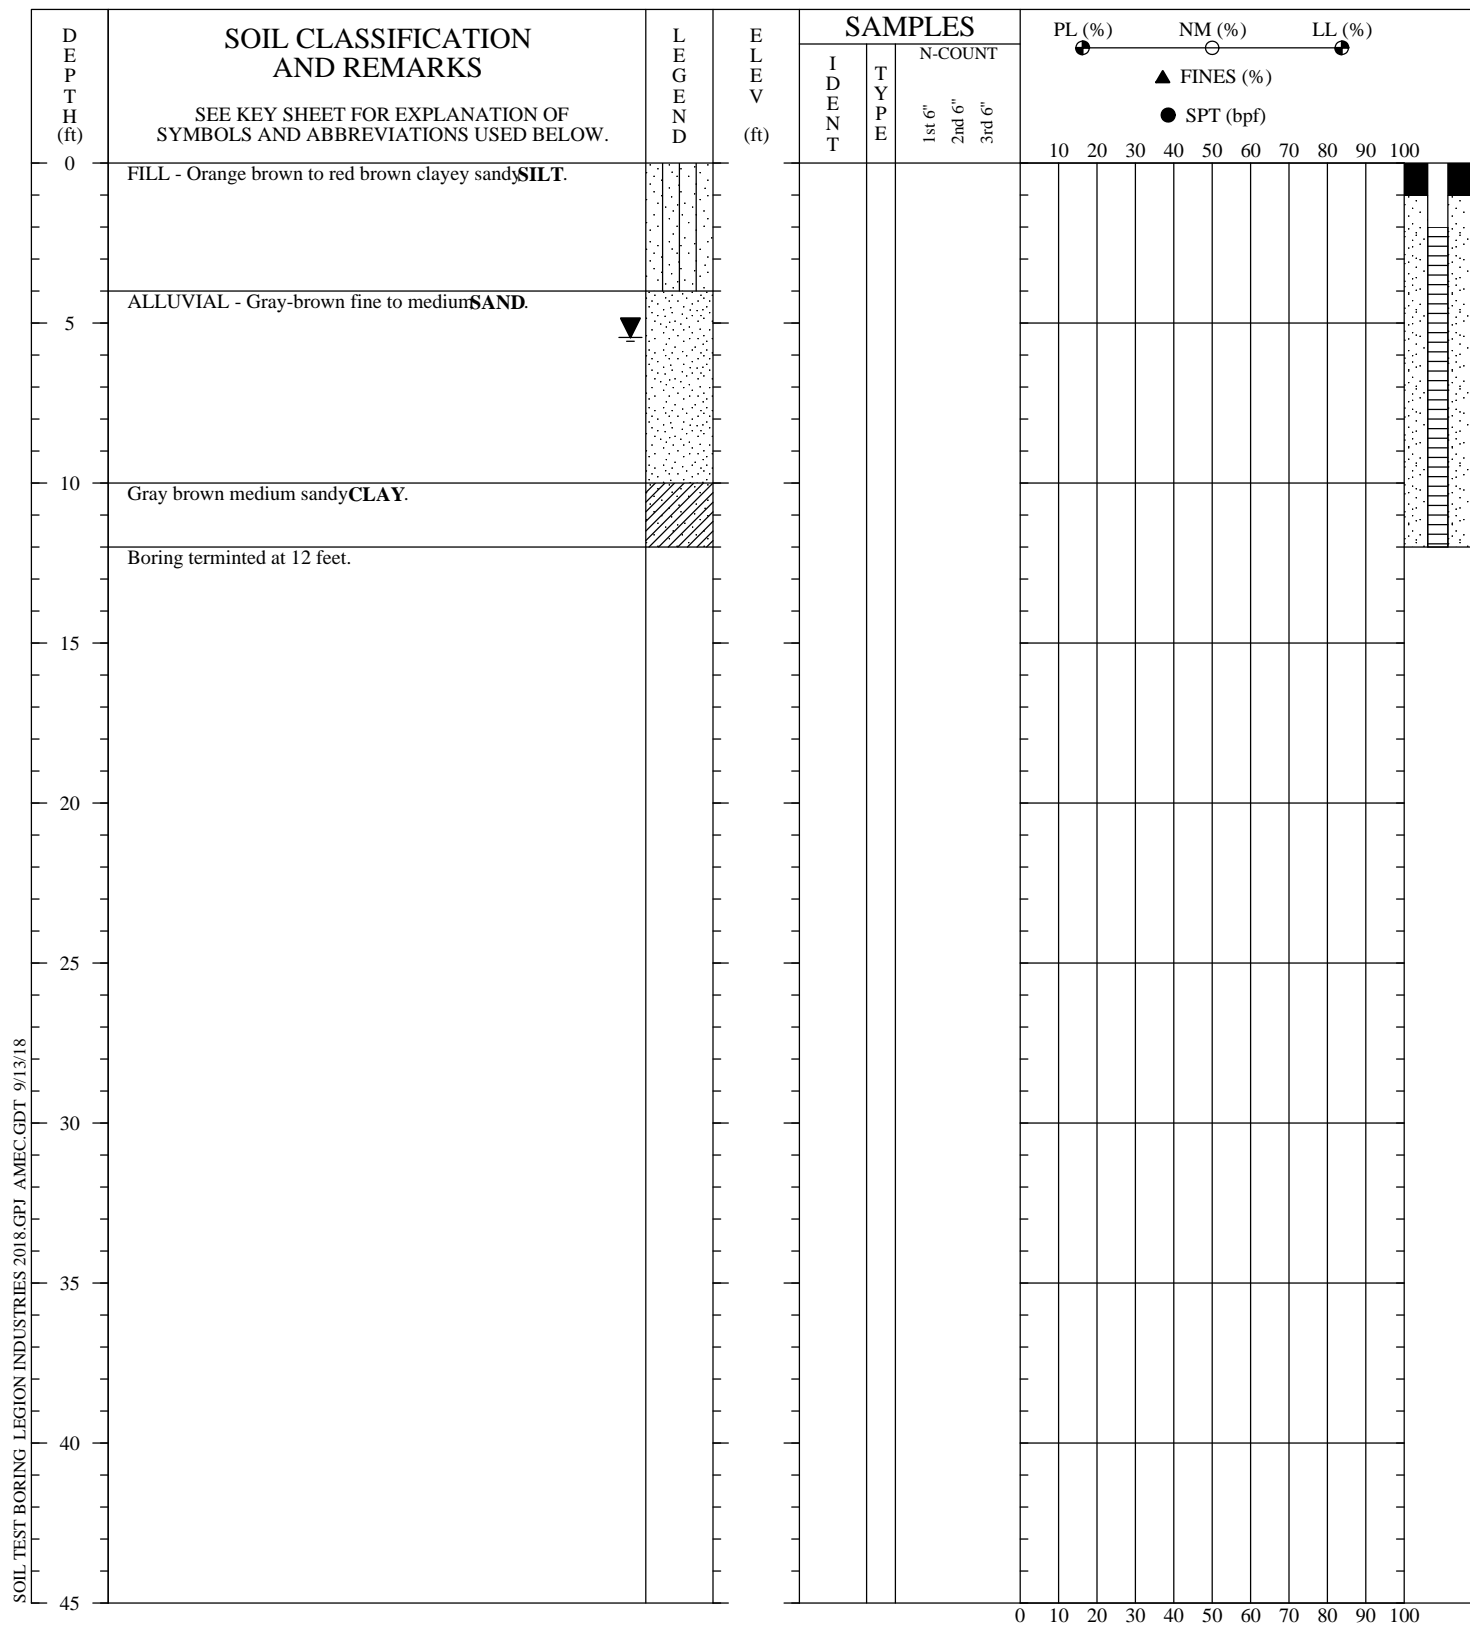 DEPTH
(ft)
SOIL CLASSIFICATION
AND REMARKS
SEE KEY SHEET FOR EXPLANATION OF
SYMBOLS AND ABBREVIATIONS USED BELOW.
LEGEND
ELEV
(ft)
SAMPLES
IDENT
TYPE
N-COUNT
1st 6"
2nd 6"
3rd 6"
PL (%) NM (%) LL (%)
FINES (%)
SPT (bpf)
10 20 30 40 50 60 70 80 90 100
0
FILL - Orange brown to red brown clayey sandy SILT.
ALLUVIAL - Gray-brown fine to medium SAND.
5
10
Gray brown medium sandy CLAY.
Boring terminted at 12 feet.
15
20
25
30
35
40
45
0 10 20 30 40 50 60 70 80 90 100
SOIL TEST BORING LEGION INDUSTRIES 2018.GPJ AMEC.GDT 9/13/18